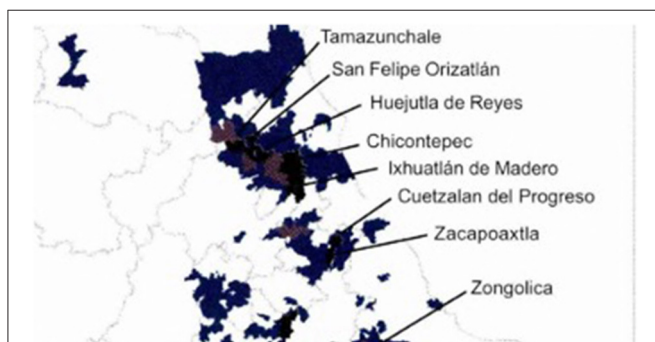 Tamazunchale
San Felipe Orizatlán
Huejutla de Reyes
Chicontepec
Ixhuatlán de Madero
Cuetzalan del Progreso
Zacapoaxtla
Zongolica